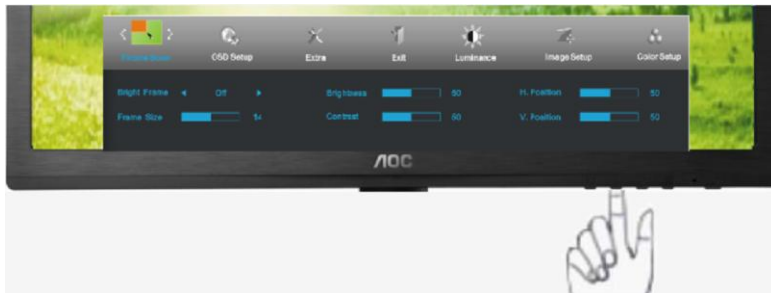 OSD Setup Extra Exit Luminance Image Setup Color Setup
Bright Frame Off Brightness 50 H. Position 50
Frame Size 14 Contrast 50 V. Position 50
AOC